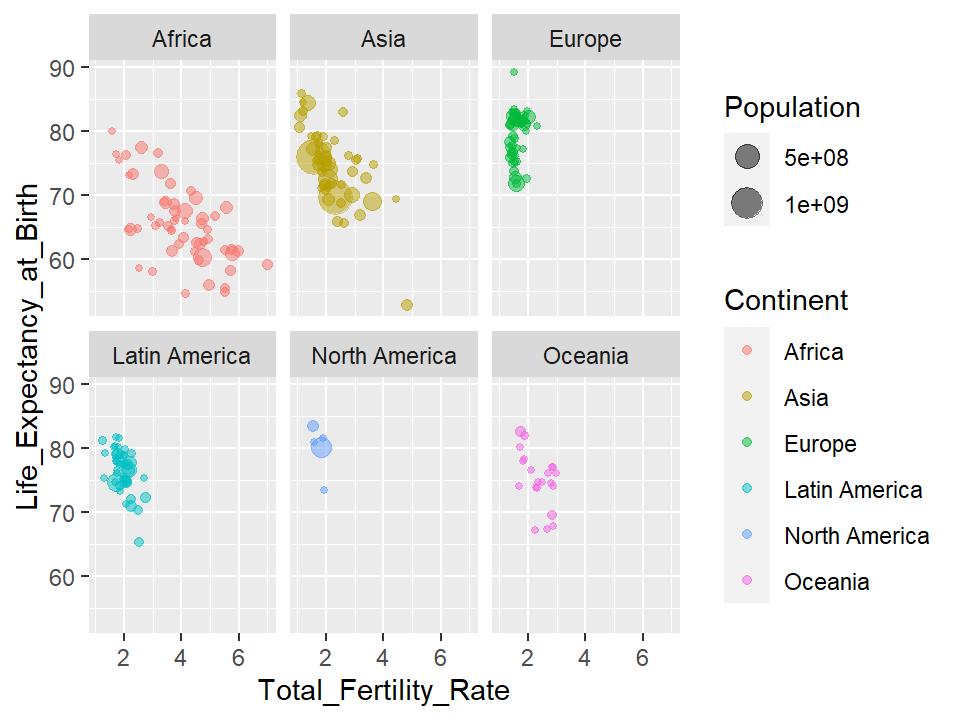 Africa
Asia
Europe
90
80
70
60
Latin America
North America
Oceania
90
80
70
60
2 4 6
2 4 6
2 4 6
Total_Fertility_Rate
Life_Expectancy_at_Birth
Population
5e+08
1e+09
Continent
Africa
Asia
Europe
Latin America
North America
Oceania